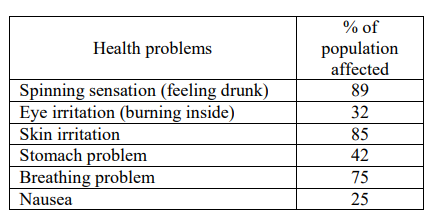 Health problems
% of
population
affected
Spinning sensation (feeling drunk) 89
Eye irritation (burning inside) 32
Skin irritation 85
Stomach problem 42
Breathing problem 75
Nausea 25